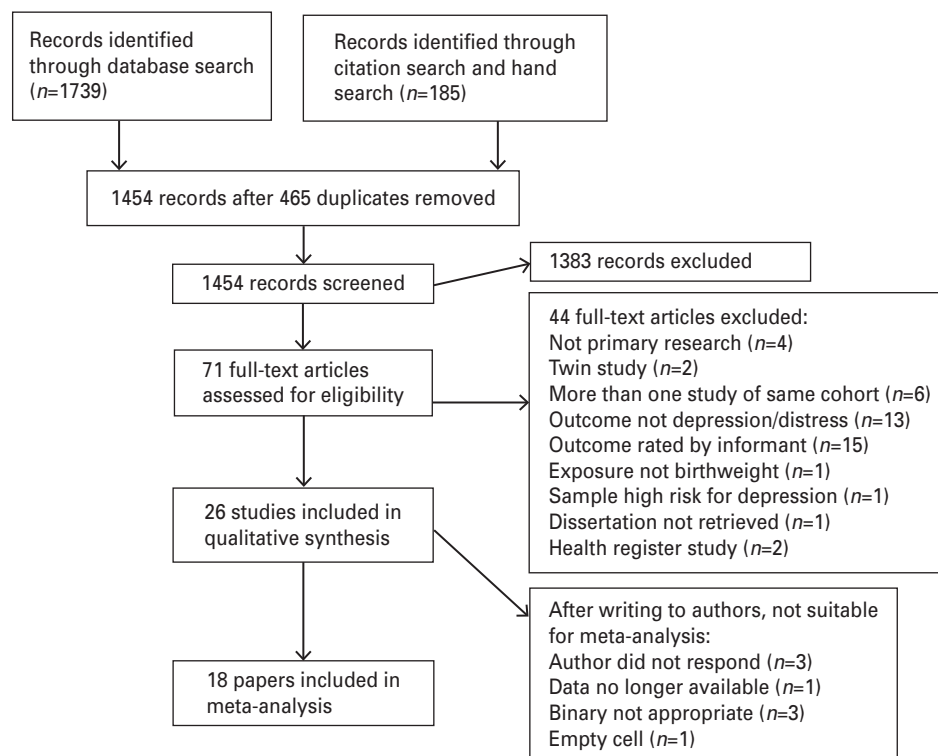 Records identified
through database search
(n=1739)
Records identified through
citation search and hand
search (n=185)
1454 records after 465 duplicates removed
1454 records screened
1383 records excluded
71 full-text articles
assessed for eligibility
44 full-text articles excluded:
Not primary research (n=4)
Twin study (n=2)
More than one study of same cohort (n=6)
Outcome not depression/distress (n=13)
Outcome rated by informant (n=15)
Exposure not birthweight (n=1)
Sample high risk for depression (n=1)
Dissertation not retrieved (n=1)
Health register study (n=2)
26 studies included in
qualitative synthesis
After writing to authors, not suitable
for meta-analysis:
Author did not respond (n=3)
Data no longer available (n=1)
Binary not appropriate (n=3)
Empty cell (n=1)
18 papers included in
meta-analysis